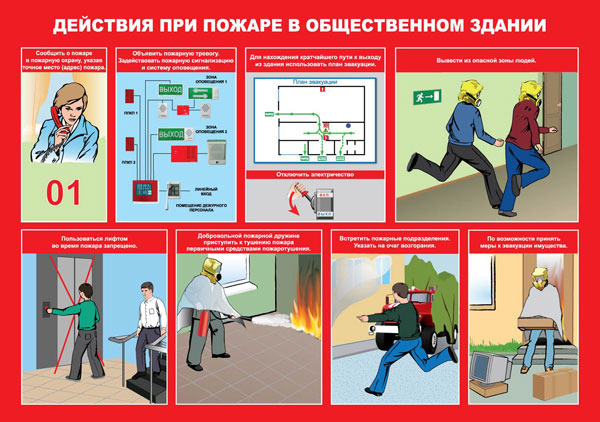 ДЕЙСТВИЯ ПРИ ПОЖАРЕ В ОБЩЕСТВЕННОМ ЗДАНИИ
Сообщить о пожаре
в пожарную охрану, указав
точное место (адрес) пожара.
01
Объявить пожарную тревогу.
Задействовать пожарную сигнализацию
и систему оповещения.
ЗОНА
ОПОВЕЩЕНИЯ 1
ВЫХОД
ППКП 1
ЗОНА
ОПОВЕЩЕНИЯ 2
ВЫХОД
ППКП 2
ЛИНЕЙНЫЙ
ВХОД
ПОМЕЩЕНИЕ ДЕЖУРНОГО
ПЕРСОНАЛА
Для нахождения кратчайшего пути к выходу
из здания использовать план эвакуации.
План эвакуации
Отключить электричество
Вывести из опасной зоны людей.
Пользоваться лифтом
во время пожара запрещено.
Добровольной пожарной дружине
приступить к тушению пожара
первичными средствами пожаротушения.
Встретить пожарные подразделения.
Указать на очаг возгорания.
По возможности принять
меры к эвакуации имущества.